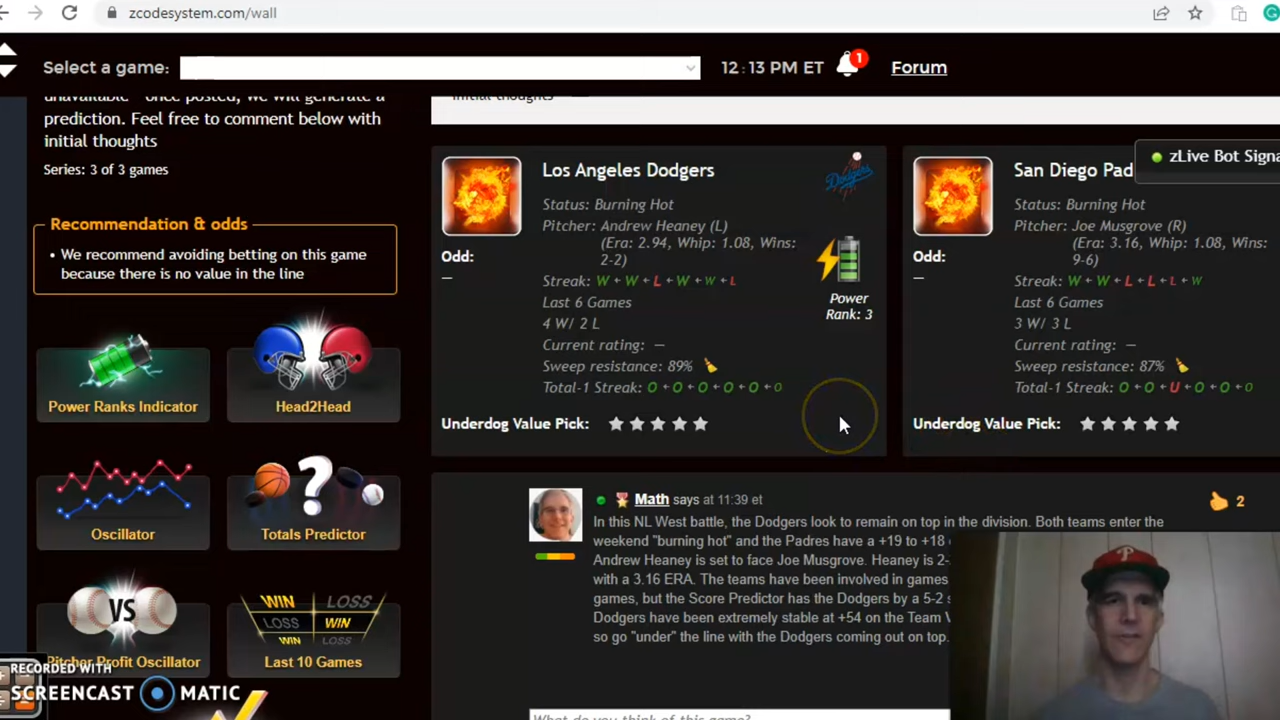 zcodesystem.com/wall
Select a game:
12:13 PM ET
1
Forum
unavailable - once posted, we will generate a
prediction. Feel free to comment below with
initial thoughts
Series: 3 of 3 games
Recommendation & odds
• We recommend avoiding betting on this game
because there is no value in the line
Power Ranks Indicator
Head2Head
Oscillator
Totals Predictor
VS
Pitcher Profit Oscillator
WIN LOSS
LOSS WIN
WIN LOSS
Last 10 Games
RECORDED WITH
SCREENCAST MATIC
initial thoughts
Los Angeles Dodgers
Dodgers
Status: Burning Hot
Pitcher: Andrew Heaney (L)
(Era: 2.94, Whip: 1.08, Wins:
2-2)
Odd:
—
Streak: W ← W ← L ← W ← W ← L
Last 6 Games
4 W/ 2 L
Current rating: —
Sweep resistance: 89%
Total-1 Streak: O ← O ← O ← O ← O ← O
Power
Rank: 3
Underdog Value Pick:
San Diego Pad
zLive Bot Signa
Status: Burning Hot
Pitcher: Joe Musgrove (R)
(Era: 3.16, Whip: 1.08, Wins:
9-6)
Odd:
—
Streak: W ← W ← L ← L ← L ← W
Last 6 Games
3 W/ 3 L
Current rating: —
Sweep resistance: 87%
Total-1 Streak: O ← O ← U ← O ← O ← O
Underdog Value Pick:
Math says at 11:39 et
2
In this NL West battle, the Dodgers look to remain on top in the division. Both teams enter the
weekend "burning hot" and the Padres have a +19 to +18
Andrew Heaney is set to face Joe Musgrove. Heaney is 2-
with a 3.16 ERA. The teams have been involved in games
games, but the Score Predictor has the Dodgers by a 5-2
Dodgers have been extremely stable at +54 on the Team
so go "under" the line with the Dodgers coming out on top.
What do you think of this game?
P